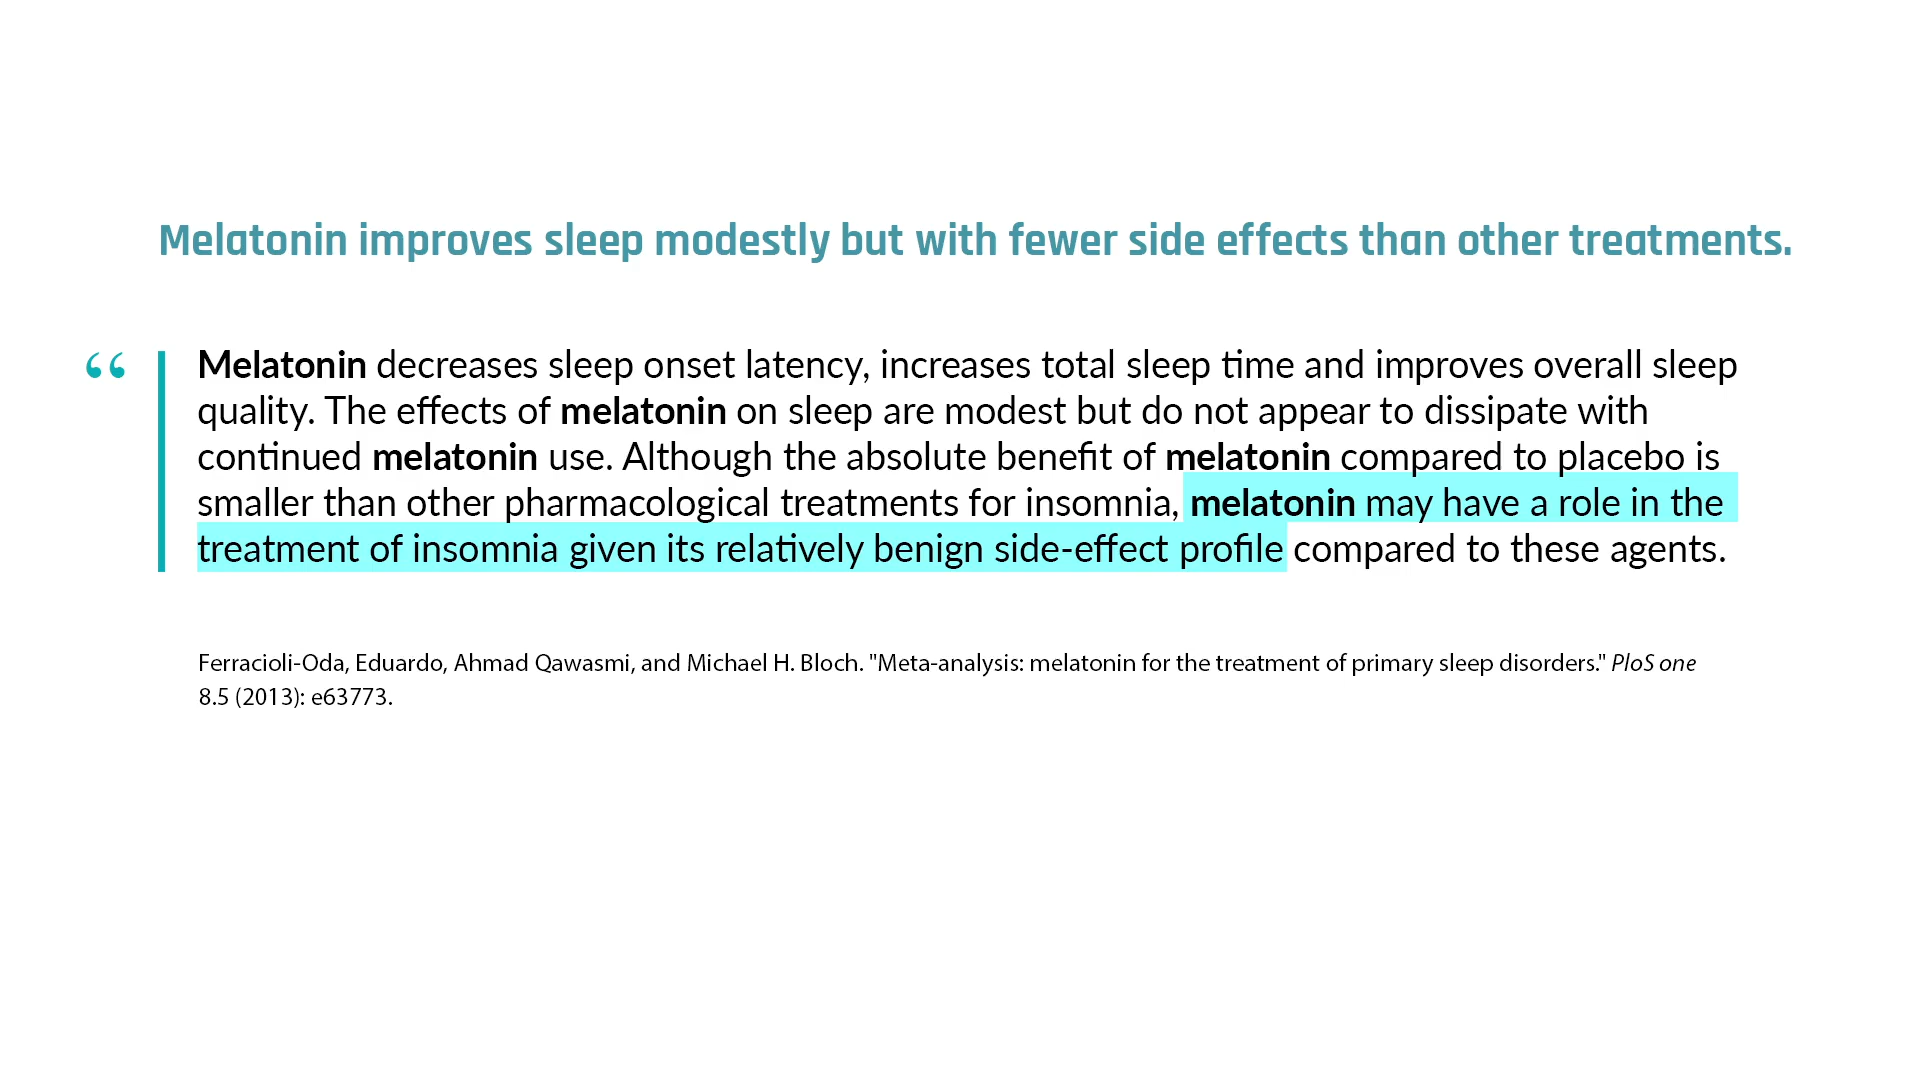 Melatonin improves sleep modestly but with fewer side effects than other treatments.
“
Melatonin decreases sleep onset latency, increases total sleep time and improves overall sleep
quality. The effects of melatonin on sleep are modest but do not appear to dissipate with
continued melatonin use. Although the absolute benefit of melatonin compared to placebo is
smaller than other pharmacological treatments for insomnia, melatonin may have a role in the
treatment of insomnia given its relatively benign side-effect profile compared to these agents.
Ferracioli-Oda, Eduardo, Ahmad Qawasmi, and Michael H. Bloch. "Meta-analysis: melatonin for the treatment of primary sleep disorders." PloS one
8.5 (2013): e63773.